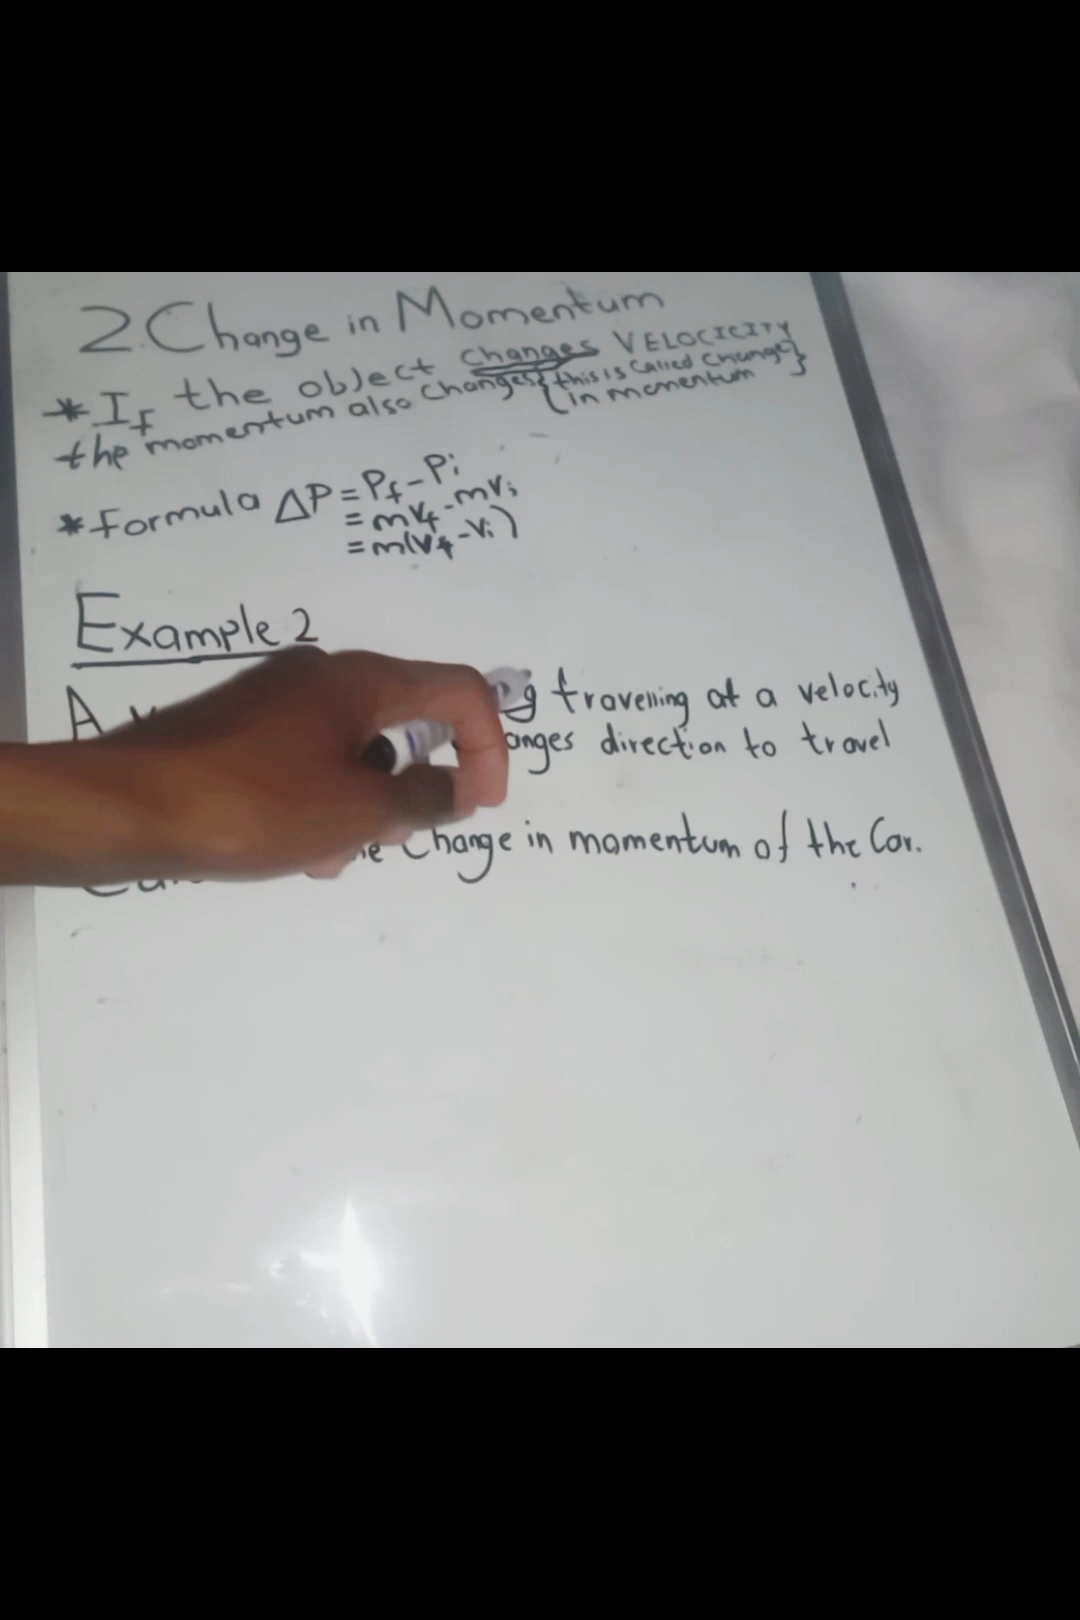 2. Change in Momentum
* If the object changes VELOCICITY
the momentum also changes {this is called change}
{in momentum
* formula ΔP = Pf - Pi
= mvf - mvi
= m(vf - vi)
Example 2
A travelling at a velocity
direction to travel
change in momentum of the Car.